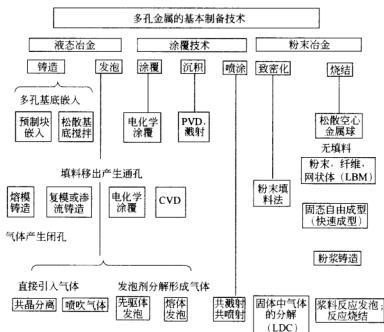 多孔金属的基本制备技术
液态冶金
涂覆技术
粉末冶金
铸造
发泡
涂覆
沉积
喷涂
致密化
烧结
多孔基底嵌入
预制块
嵌入
松散基
底搅拌
电化学
涂覆
PVD,
溅射
松散空心
金属球
无填料
粉末,纤维,
网状体(LBM)
填料移出产生通孔
熔模
铸造
复模或渗
流铸造
电化学
涂覆
CVD
粉末填
料法
固态自由成型
(快速成型)
气体产生闭孔
粉浆铸造
直接引入气体
发泡剂分解形成气体
共晶分离
喷吹气体
先驱体
发泡
熔体
发泡
共溅射
共喷射
固体中气体
的分解
(LDC)
浆料反应发泡;
反应烧结